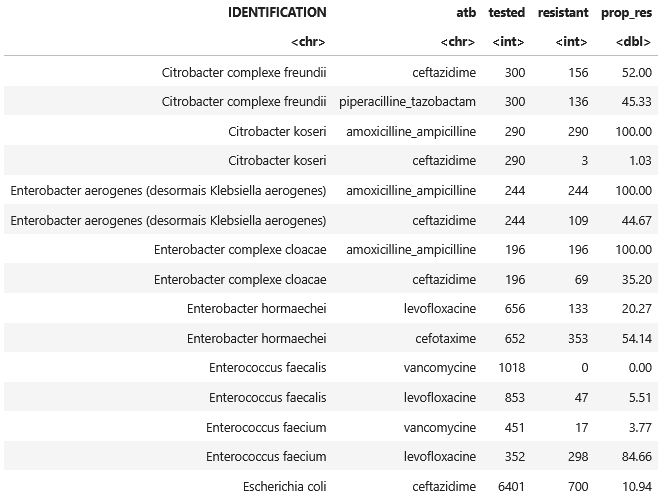 IDENTIFICATION atb tested resistant prop_res
<chr> <chr> <int> <int> <dbl>
Citrobacter complexe freundii ceftazidime 300 156 52.00
Citrobacter complexe freundii piperacilline_tazobactam 300 136 45.33
Citrobacter koseri amoxicilline_ampicilline 290 290 100.00
Citrobacter koseri ceftazidime 290 3 1.03
Enterobacter aerogenes (desormais Klebsiella aerogenes) amoxicilline_ampicilline 244 244 100.00
Enterobacter aerogenes (desormais Klebsiella aerogenes) ceftazidime 244 109 44.67
Enterobacter complexe cloacae amoxicilline_ampicilline 196 196 100.00
Enterobacter complexe cloacae ceftazidime 196 69 35.20
Enterobacter hormaechei levofloxacine 656 133 20.27
Enterobacter hormaechei cefotaxime 652 353 54.14
Enterococcus faecalis vancomycine 1018 0 0.00
Enterococcus faecalis levofloxacine 853 47 5.51
Enterococcus faecium vancomycine 451 17 3.77
Enterococcus faecium levofloxacine 352 298 84.66
Escherichia coli ceftazidime 6401 700 10.94